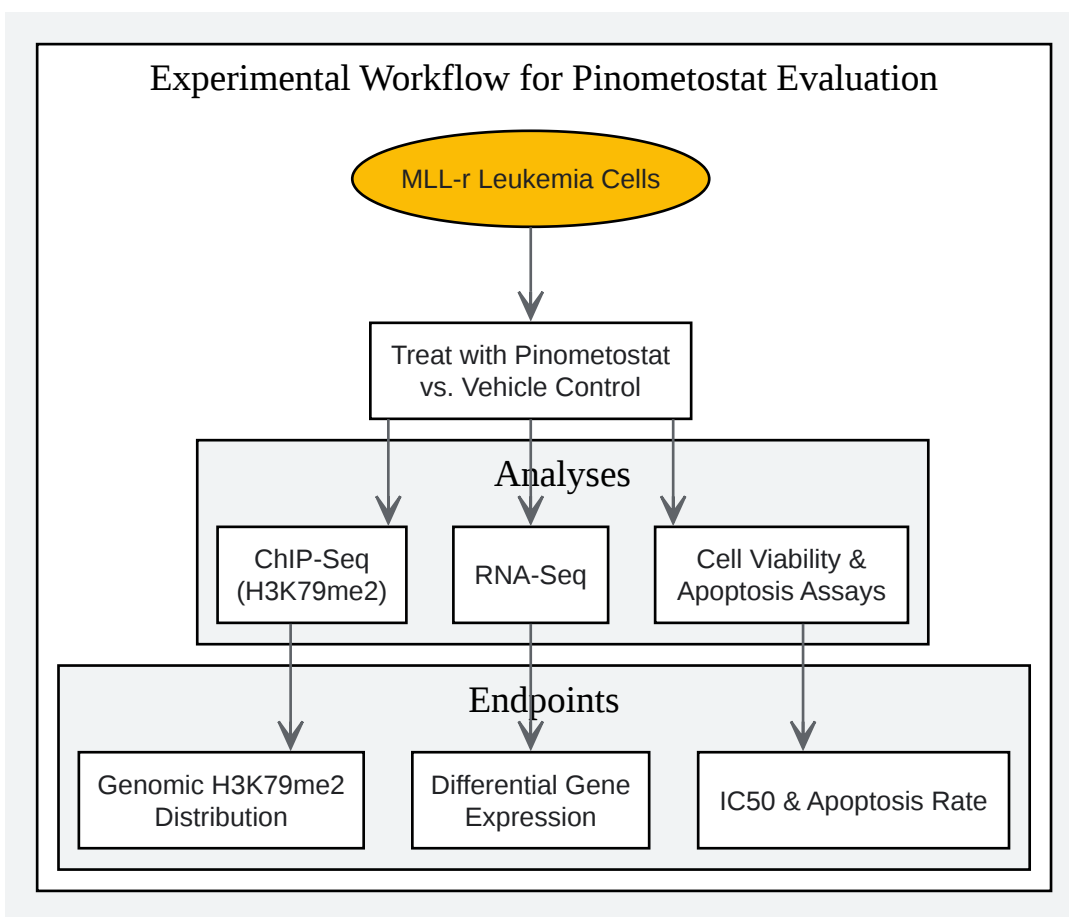 Experimental Workflow for Pinometostat Evaluation
MLL-r Leukemia Cells
Treat with Pinometostat
vs. Vehicle Control
Analyses
ChIP-Seq
(H3K79me2)
RNA-Seq
Cell Viability &
Apoptosis Assays
Endpoints
Genomic H3K79me2
Distribution
Differential Gene
Expression
IC50 & Apoptosis Rate